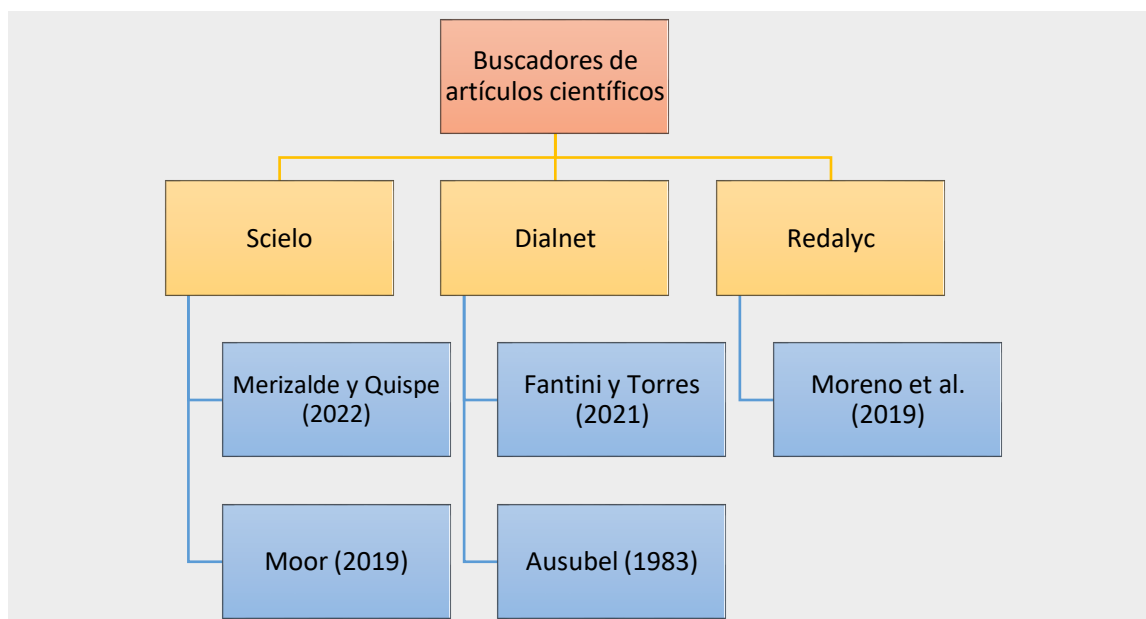 Buscadores de
artículos científicos
Scielo
Dialnet
Redalyc
Merizalde y Quispe
(2022)
Fantini y Torres
(2021)
Moreno et al.
(2019)
Moor (2019)
Ausubel (1983)